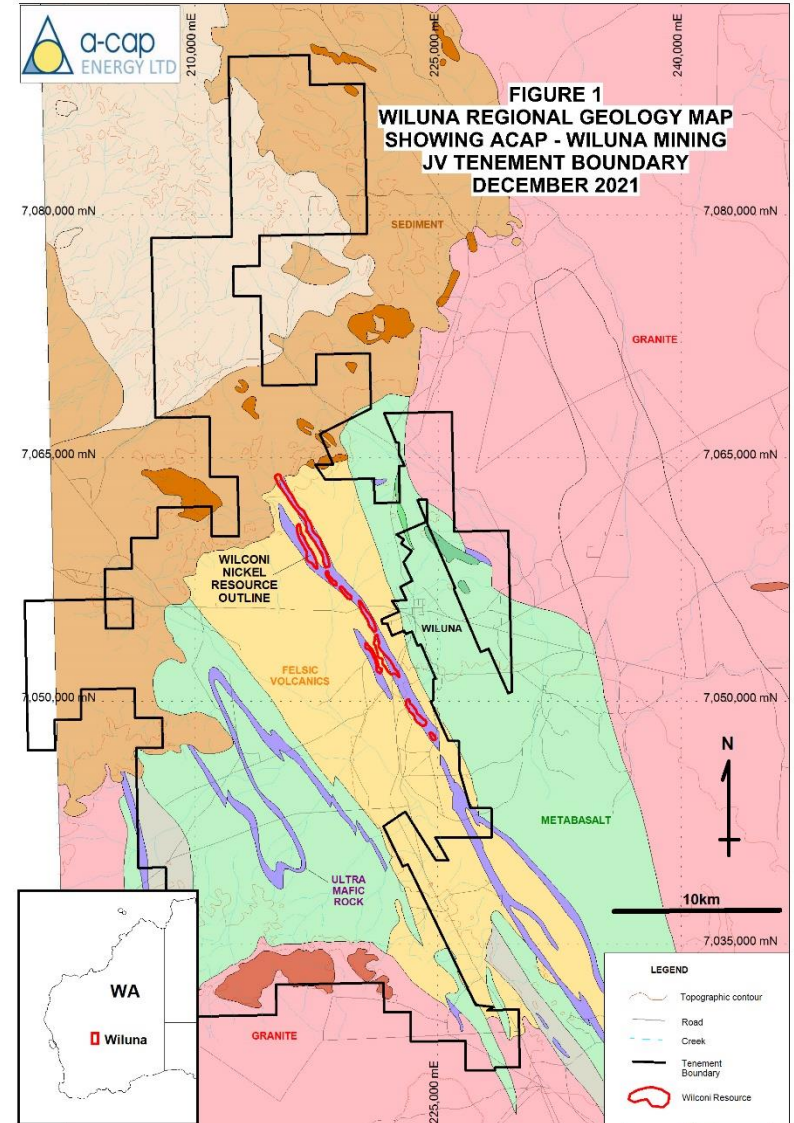 a-cap
ENERGY LTD
210,000 mE
225,000 mE
240,000 mE
FIGURE 1
WILUNA REGIONAL GEOLOGY MAP
SHOWING ACAP - WILUNA MINING
JV TENEMENT BOUNDARY
DECEMBER 2021
7,080,000 mN
7,080,000 mN
SEDIMENT
GRANITE
7,065,000 mN
7,065,000 mN
WILCONI
NICKEL
RESOURCE
OUTLINE
WILUNA
FELSIC
VOLCANICS
7,050,000 mN
7,050,000 mN
N
METABASALT
ULTRA
MAFIC
ROCK
10km
7,035,000 mN
WA
Wiluna
GRANITE
225,000 mE
LEGEND
Topographic contour
Road
Creek
Tenement
Boundary
Wilconi Resource